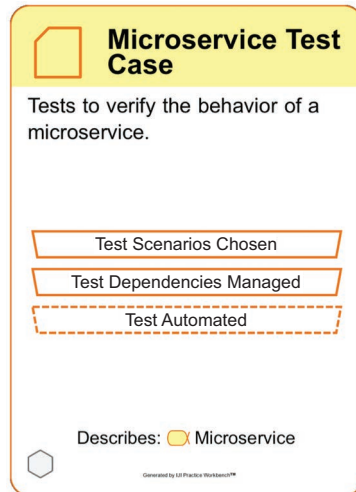 Microservice Test
Case
Tests to verify the behavior of a
microservice.
Test Scenarios Chosen
Test Dependencies Managed
Test Automated
Describes: Microservice
Generated by IJI Practice Workbench™